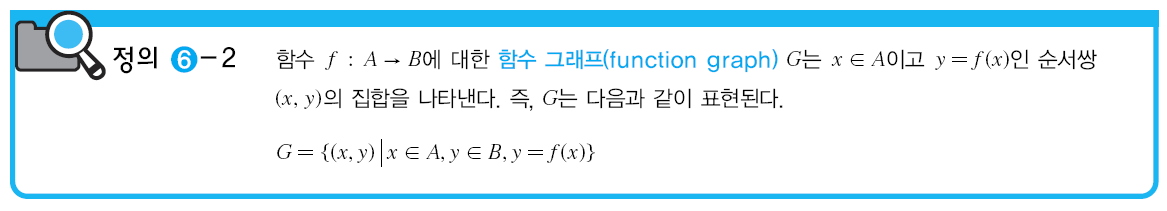 정의 6-2
함수 f : A → B에 대한 함수 그래프(function graph) G는 x ∈ A이고 y = f(x)인 순서쌍
(x, y)의 집합을 나타낸다. 즉, G는 다음과 같이 표현된다.
G = {(x, y) | x ∈ A, y ∈ B, y = f(x)}